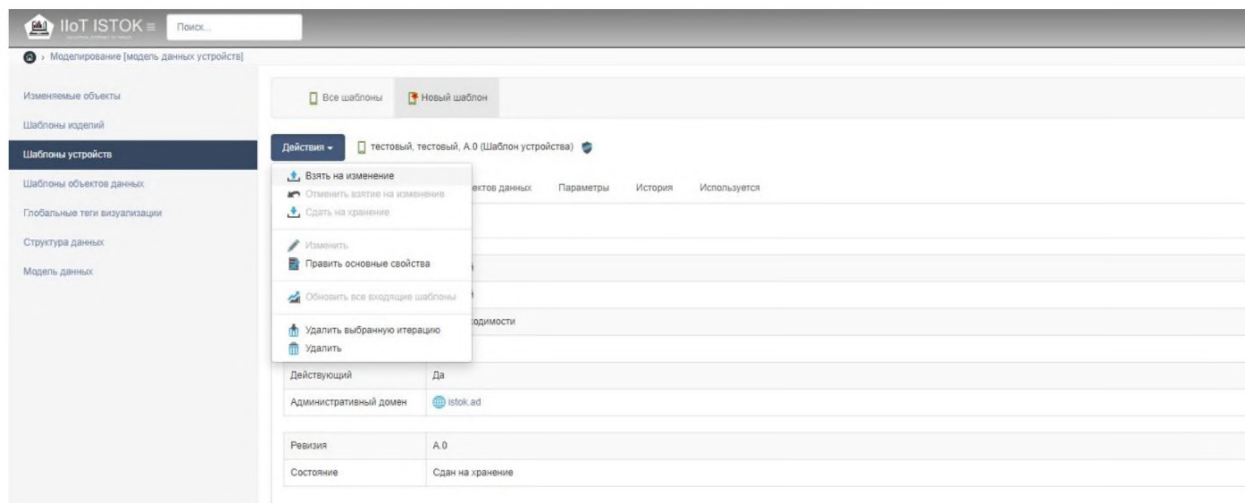 IIoT ISTOK
Поиск...
Моделирование [модель данных устройств]
Изменяемые объекты
Шаблоны изделий
Шаблоны устройств
Шаблоны объектов данных
Глобальные теги визуализации
Структура данных
Модель данных
Все шаблоны Новый шаблон
Действия тестовый, тестовый, А.0 (Шаблон устройства)
ектов данных Параметры История Используется
Взять на изменение
Отменить взятие на изменение
Сдать на хранение
Изменить
Править основные свойства
Обновить все входящие шаблоны
Удалить выбранную итерацию
Удалить
одимости
Действующий Да
Административный домен istok.ad
Ревизия А.0
Состояние Сдан на хранение